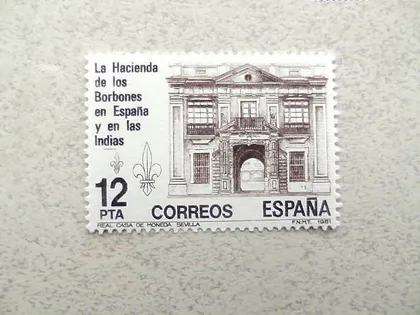 La Hacienda
de los
Borbones
en España
y en las
Indias
12
PTA
CORREOS ESPAÑA
REAL CASA DE MONEDA. SEVILLA
F.N.M.T. 1981